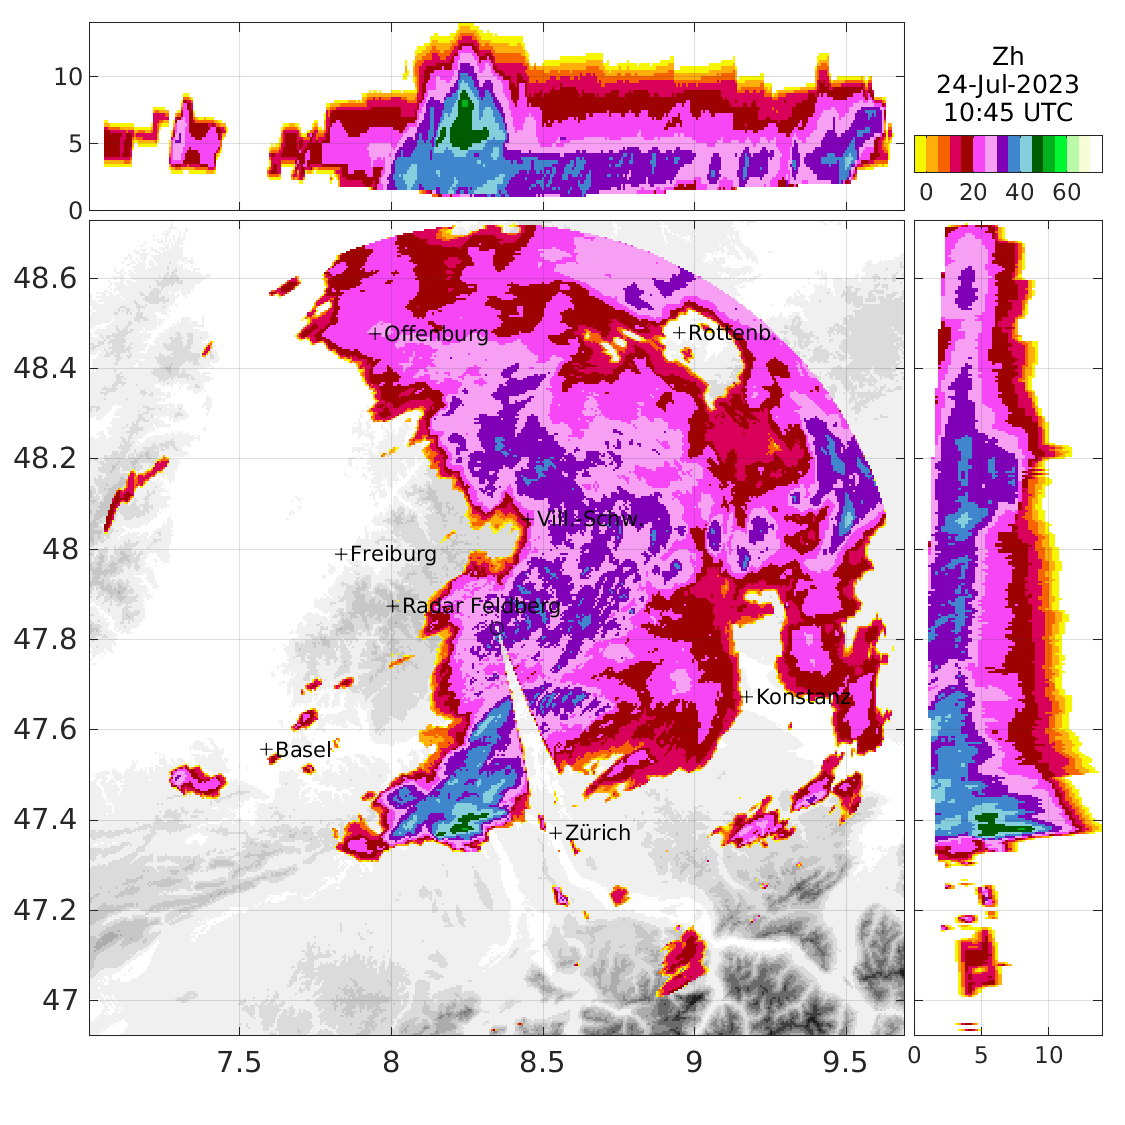 10
5
0
Zh
24-Jul-2023
10:45 UTC
0 20 40 60
48.6
48.4
48.2
48
47.8
47.6
47.4
47.2
47
+Offenburg
+Rottenb.
+Vill.-Schw.
+Freiburg
+Radar Feldberg
+Konstanz
+Basel
+Zürich
7.5 8 8.5 9 9.5
0 5 10